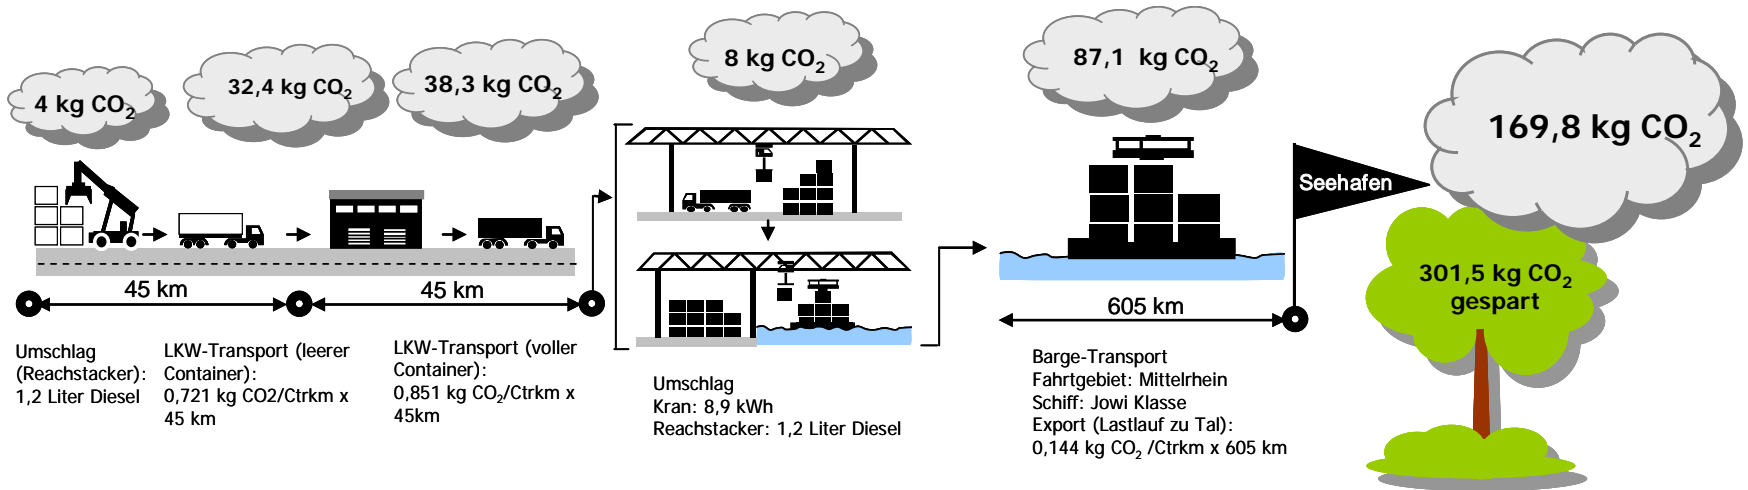 4 kg CO₂
32,4 kg CO₂
38,3 kg CO₂
8 kg CO₂
87,1 kg CO₂
169,8 kg CO₂
Seehafen
301,5 kg CO₂
gespart
45 km
45 km
605 km
Umschlag
(Reachstacker):
1,2 Liter Diesel
LKW-Transport (leerer
Container):
0,721 kg CO2/Ctrkm x
45 km
LKW-Transport (voller
Container):
0,851 kg CO₂/Ctrkm x
45km
Umschlag
Kran: 8,9 kWh
Reachstacker: 1,2 Liter Diesel
Barge-Transport
Fahrtgebiet: Mittelrhein
Schiff: Jowi Klasse
Export (Lastlauf zu Tal):
0,144 kg CO₂ /Ctrkm x 605 km